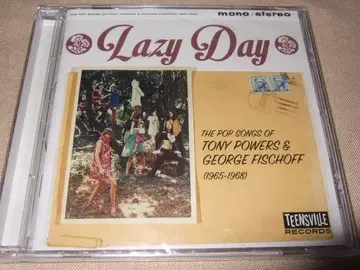 mono stereo
Lazy Day
THE POP SONGS OF
TONY POWERS &
GEORGE FISCHOFF
(1965-1968)
TEENSVILLE
RECORDS